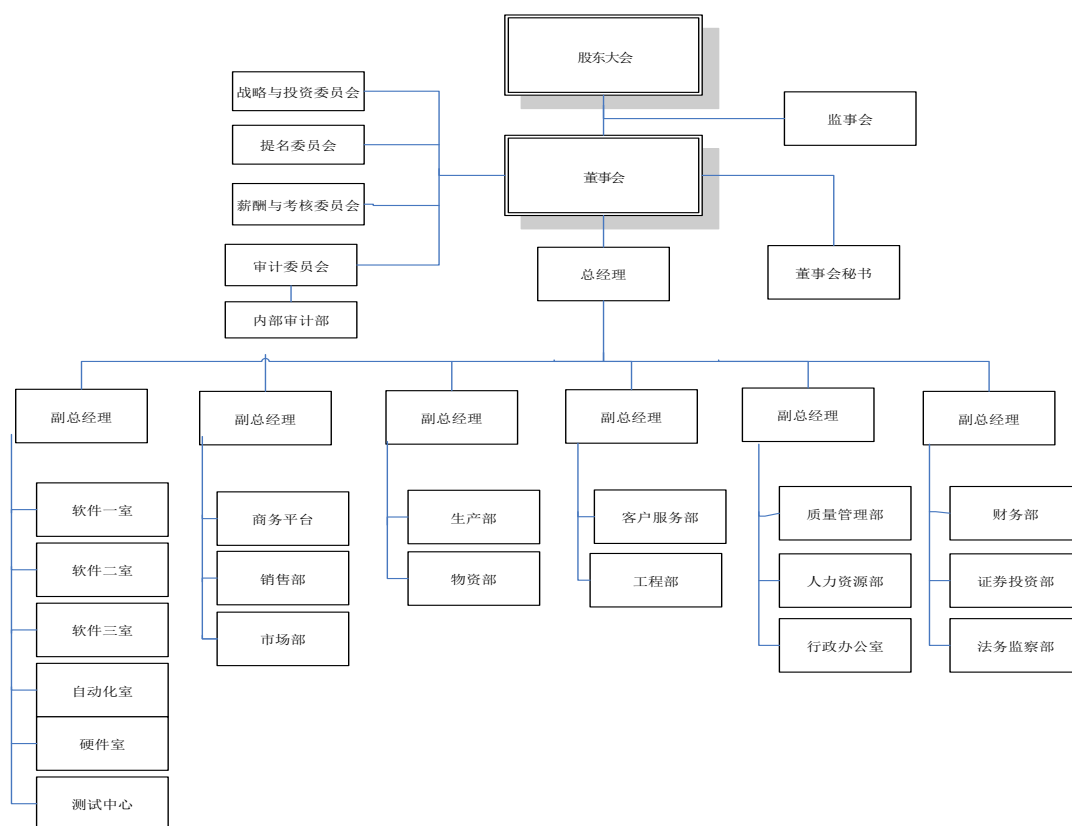 股东大会
战略与投资委员会
监事会
提名委员会
董事会
薪酬与考核委员会
审计委员会
总经理
董事会秘书
内部审计部
副总经理
副总经理
副总经理
副总经理
副总经理
副总经理
软件一室
商务平台
生产部
客户服务部
质量管理部
财务部
软件二室
销售部
物资部
工程部
人力资源部
证券投资部
软件三室
市场部
行政办公室
法务监察部
自动化室
硬件室
测试中心